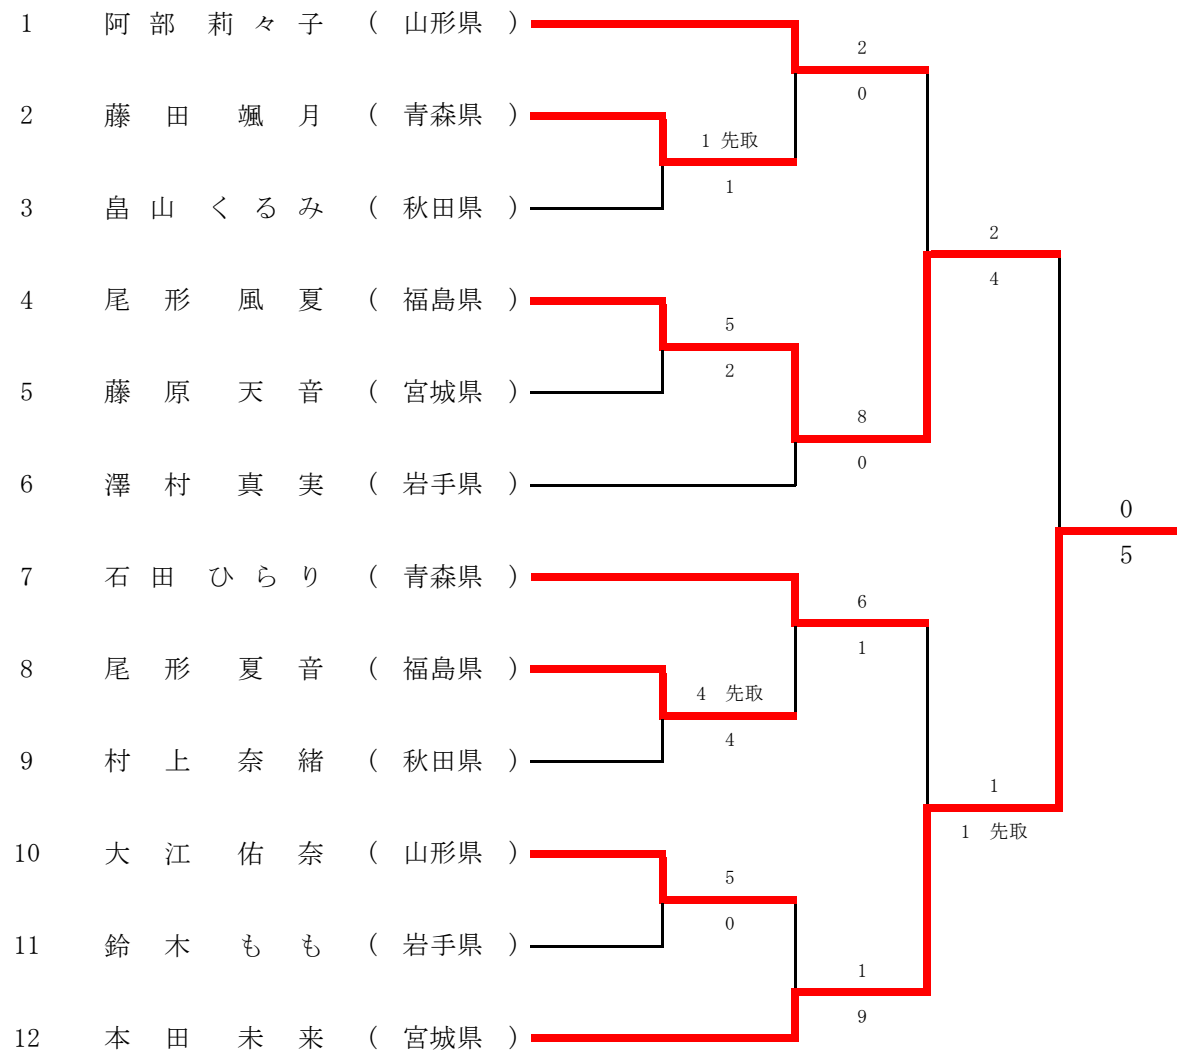 1 阿部 莉々子 ( 山形県 )
2
0
2 藤田 颯月 ( 青森県 )
1 先取
1
3 畠山 くるみ ( 秋田県 )
2
4
4 尾形 風夏 ( 福島県 )
5
2
5 藤原 天音 ( 宮城県 )
8
0
6 澤村 真実 ( 岩手県 )
0
5
7 石田 ひらり ( 青森県 )
6
1
8 尾形 夏音 ( 福島県 )
4 先取
4
9 村上 奈緒 ( 秋田県 )
1
1 先取
10 大江 佑奈 ( 山形県 )
5
0
11 鈴木 もも ( 岩手県 )
1
9
12 本田 未来 ( 宮城県 )